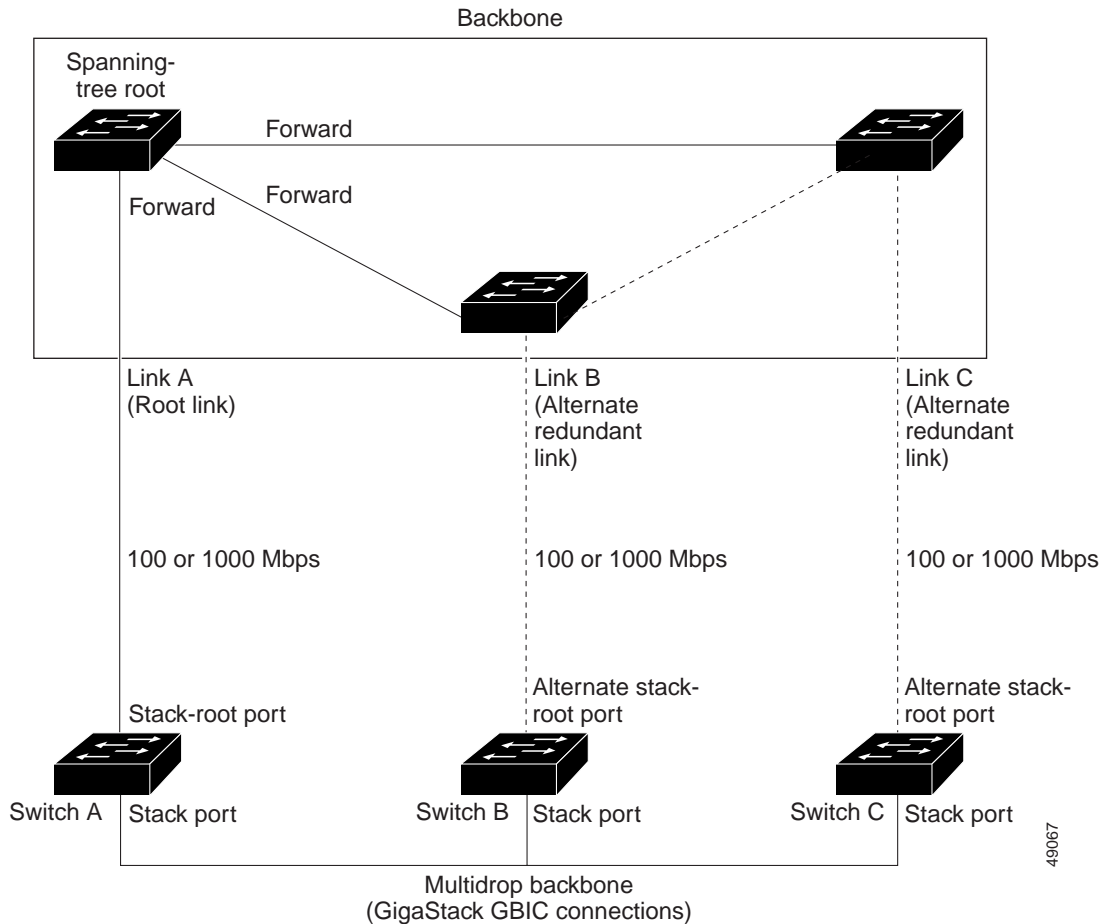 Backbone
Spanning-
tree root
Forward
Forward
Forward
Link A
(Root link)
Link B
(Alternate
redundant
link)
Link C
(Alternate
redundant
link)
100 or 1000 Mbps
100 or 1000 Mbps
100 or 1000 Mbps
Stack-root port
Alternate stack-
root port
Alternate stack-
root port
Switch A
Stack port
Switch B
Stack port
Switch C
Stack port
Multidrop backbone
(GigaStack GBIC connections)
49067